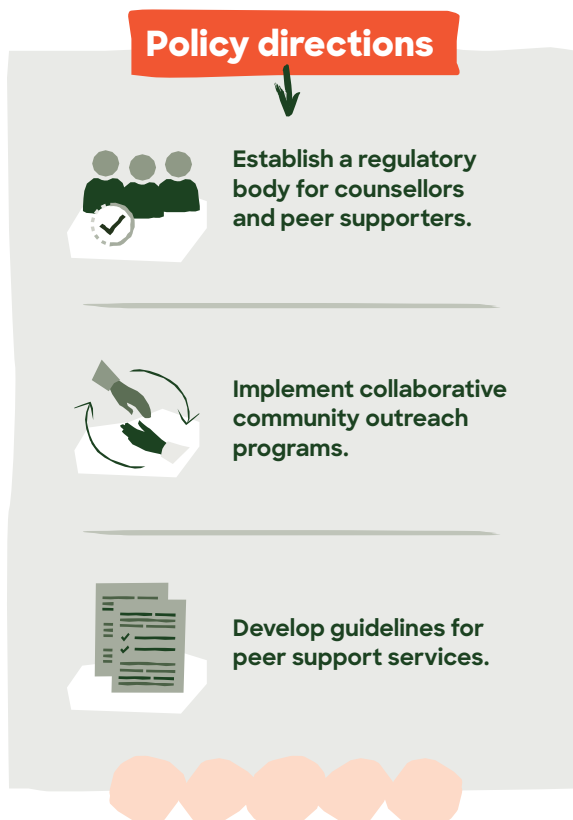 Policy directions
Establish a regulatory
body for counsellors
and peer supporters.
Implement collaborative
community outreach
programs.
Develop guidelines for
peer support services.